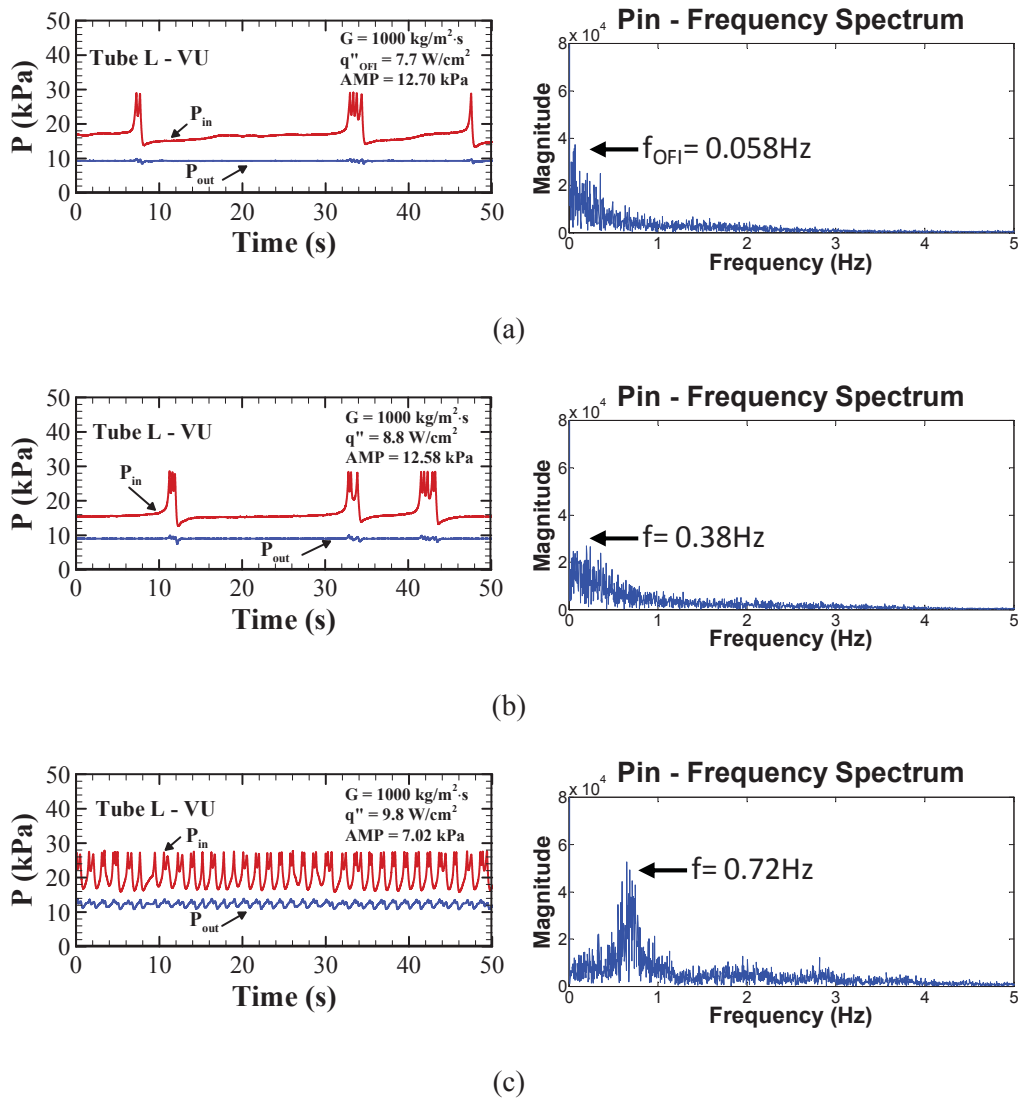 50
40
30
20
10
0
P (kPa)
Tube L - VU
G = 1000 kg/m²·s
q"OFI = 7.7 W/cm²
AMP = 12.70 kPa
Pin
Pout
0 10 20 30 40 50
Time (s)
Pin - Frequency Spectrum
x 10⁴
8
6
4
2
0
Magnitude
fOFI= 0.058Hz
0 1 2 3 4 5
Frequency (Hz)
(a)
50
40
30
20
10
0
P (kPa)
Tube L - VU
G = 1000 kg/m²·s
q" = 8.8 W/cm²
AMP = 12.58 kPa
Pin
Pout
0 10 20 30 40 50
Time (s)
Pin - Frequency Spectrum
x 10⁴
8
6
4
2
0
Magnitude
f= 0.38Hz
0 1 2 3 4 5
Frequency (Hz)
(b)
50
40
30
20
10
0
P (kPa)
Tube L - VU
G = 1000 kg/m²·s
q" = 9.8 W/cm²
AMP = 7.02 kPa
Pin
Pout
0 10 20 30 40 50
Time (s)
Pin - Frequency Spectrum
x 10⁴
8
6
4
2
0
Magnitude
f= 0.72Hz
0 1 2 3 4 5
Frequency (Hz)
(c)